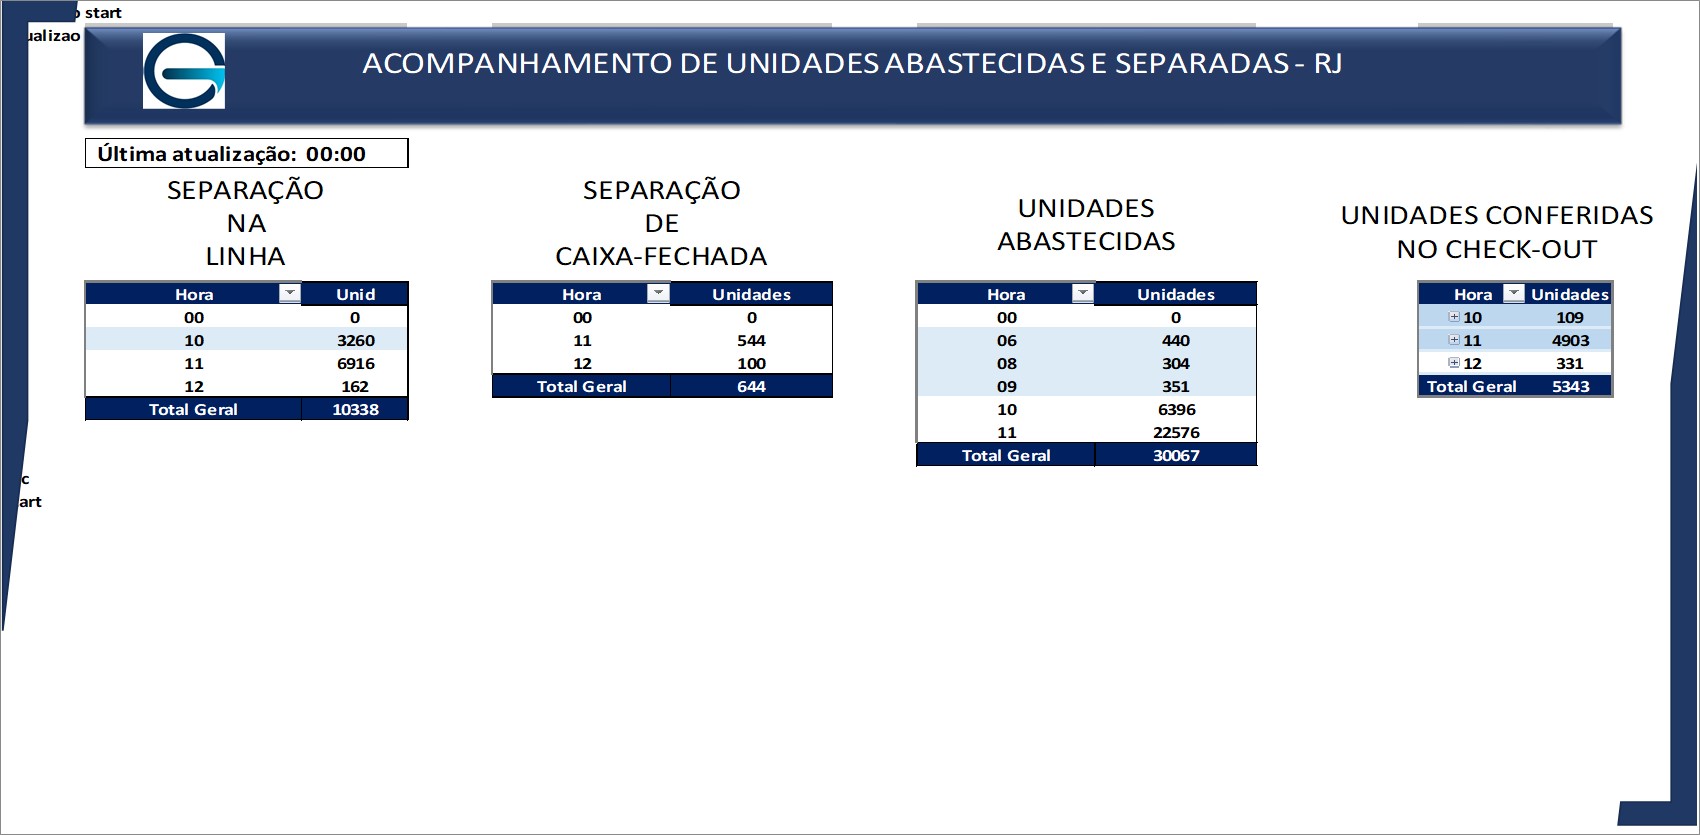 start
ualizao
ACOMPANHAMENTO DE UNIDADES ABASTECIDAS E SEPARADAS - RJ
Última atualização: 00:00
SEPARAÇÃO
NA
LINHA
Hora Unid
00 0
10 3260
11 6916
12 162
Total Geral 10338
SEPARAÇÃO
DE
CAIXA-FECHADA
Hora Unidades
00 0
11 544
12 100
Total Geral 644
UNIDADES
ABASTECIDAS
Hora Unidades
00 0
06 440
08 304
09 351
10 6396
11 22576
Total Geral 30067
UNIDADES CONFERIDAS
NO CHECK-OUT
Hora Unidades
10 109
11 4903
12 331
Total Geral 5343
c
art